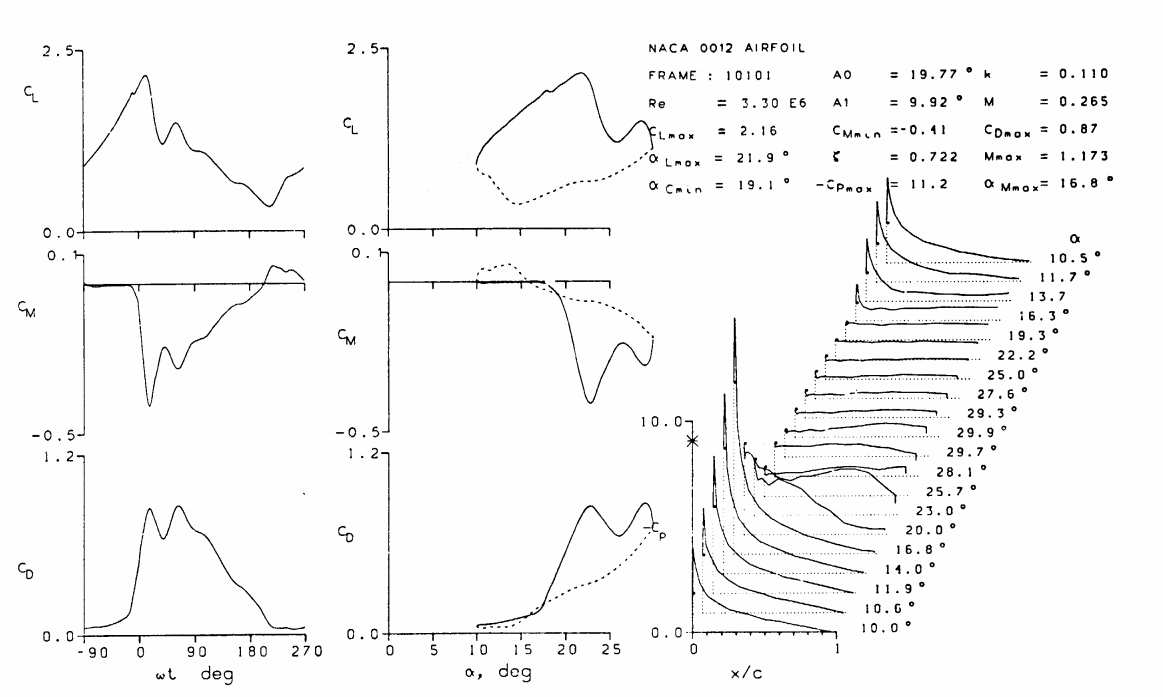 NACA 0012 AIRFOIL
FRAME : 10101 A0 = 19.77 ° k = 0.110
Re = 3.30 E6 A1 = 9.92 ° M = 0.265
CLmax = 2.16 CMmin =-0.41 CDmax = 0.87
αLmax = 21.9 ° ζ = 0.722 Mmax = 1.173
αCmin = 19.1 ° -CPmax = 11.2 αMmax= 16.8 °
2.5
CL
0.0
0.1
CM
-0.5
1.2
CD
0.0
-90 0 90 180 270
ωt deg
2.5
CL
0.0
0.1
CM
-0.5
1.2
CD
0.0
0 5 10 15 20 25
α, deg
α
10.5 °
11.7 °
13.7
16.3 °
19.3 °
22.2 °
25.0 °
27.6 °
29.3 °
29.9 °
29.7 °
28.1 °
25.7 °
23.0 °
20.0 °
16.8 °
14.0 °
11.9 °
10.6 °
10.0 °
10.0
-Cp
0.0
0 1
x/c